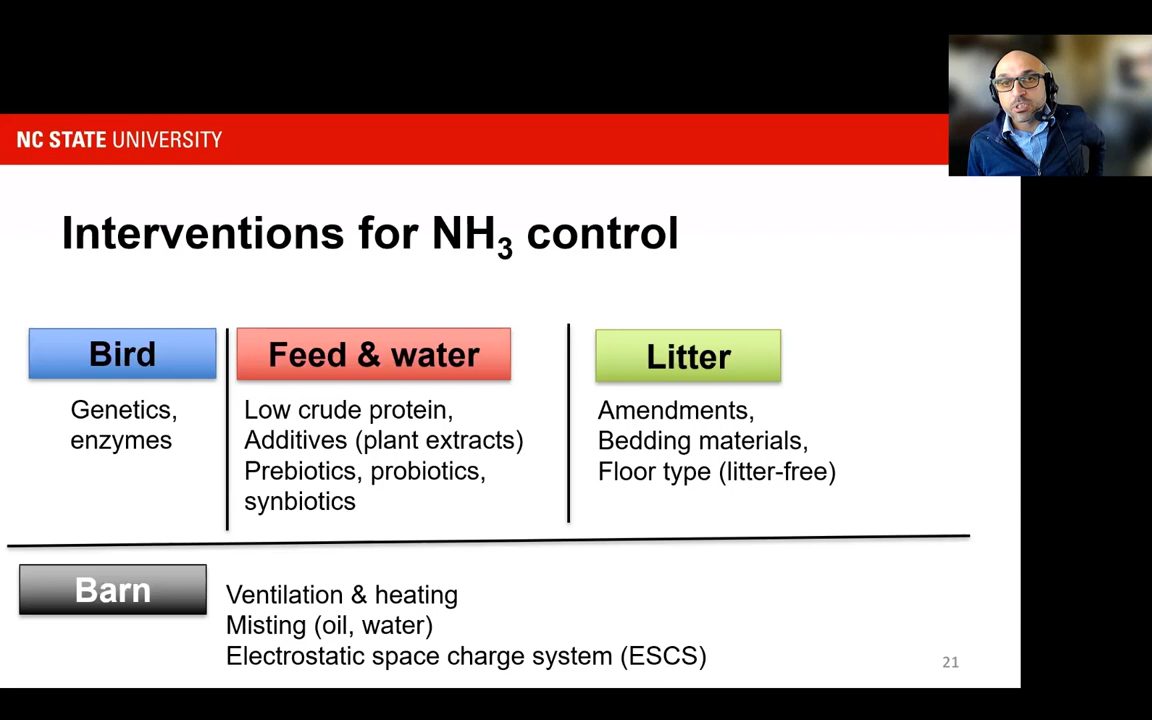 NC STATE UNIVERSITY
Interventions for NH₃ control
Bird
Genetics,
enzymes
Feed & water
Low crude protein,
Additives (plant extracts)
Prebiotics, probiotics,
synbiotics
Litter
Amendments,
Bedding materials,
Floor type (litter-free)
Barn
Ventilation & heating
Misting (oil, water)
Electrostatic space charge system (ESCS)
21